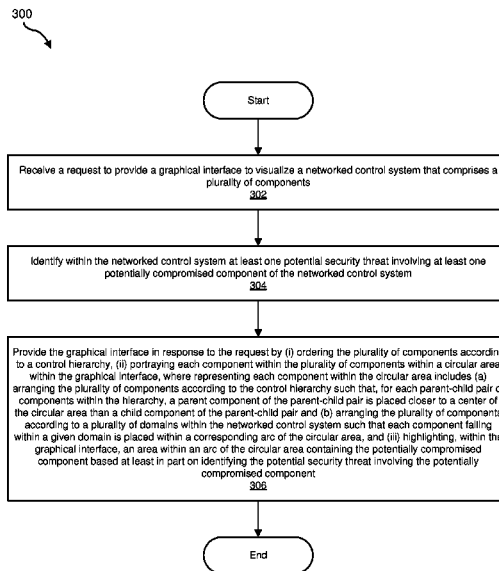 300
Start
Receive a request to provide a graphical interface to visualize a networked control system that comprises a
plurality of components
302
Identify within the networked control system at least one potential security threat involving at least one
potentially compromised component of the networked control system
304
Provide the graphical interface in response to the request by (i) ordering the plurality of components accordin
to a control hierarchy, (ii) portraying each component within the plurality of components within a circular area
within the graphical interface, where representing each component within the circular area includes (a)
arranging the plurality of components according to the control hierarchy such that, for each parent-child pair o
components within the hierarchy, a parent component of the parent-child pair is placed closer to a center of
the circular area than a child component of the parent-child pair and (b) arranging the plurality of component
according to a plurality of domains within the networked control system such that each component falling
within a given domain is placed within a corresponding arc of the circular area, and (iii) highlighting, within the
graphical interface, an area within an arc of the circular area containing the potentially compromised
component based at least in part on identifying the potential security threat involving the potentially
compromised component
306
End